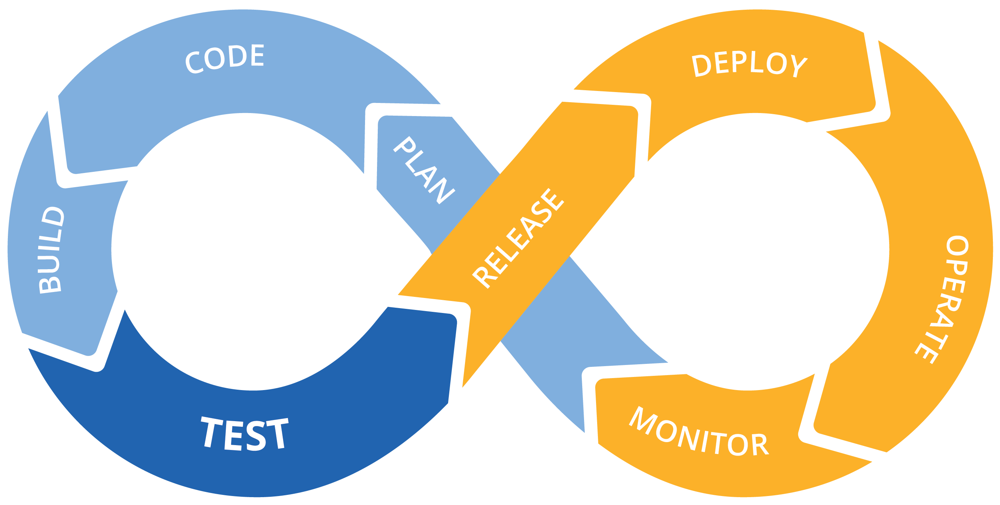 CODE
DEPLOY
PLAN
BUILD
RELEASE
OPERATE
TEST
MONITOR